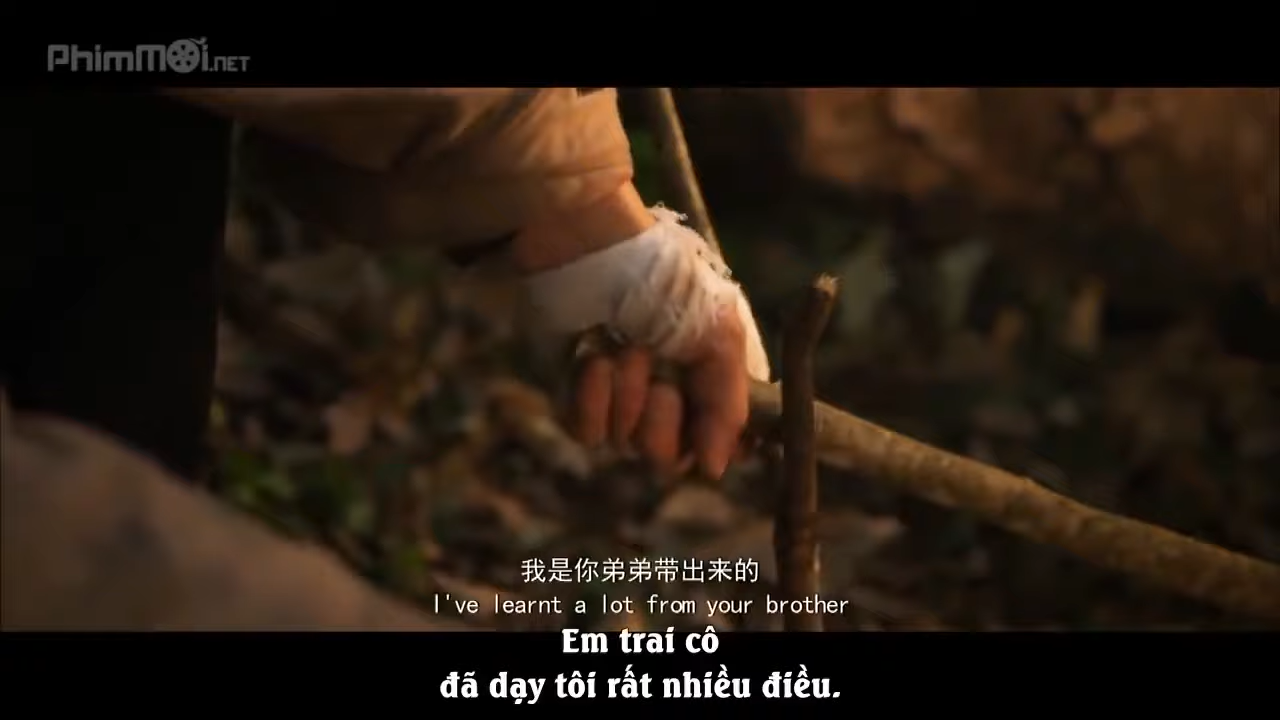 PhimMới.NET
我是你弟弟带出来的
I've learnt a lot from your brother
Em trai cô
đã dạy tôi rất nhiều điều.